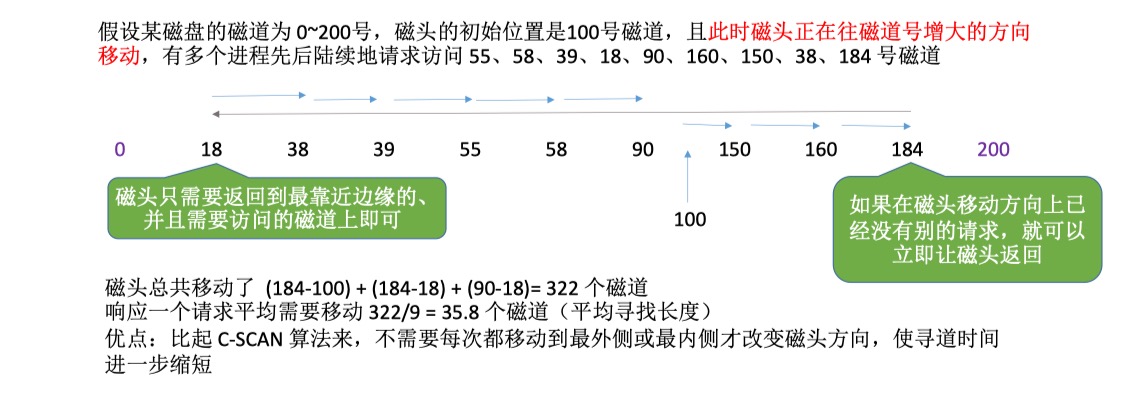 假设某磁盘的磁道为 0~200号，磁头的初始位置是100号磁道，且此时磁头正在往磁道号增大的方向
移动，有多个进程先后陆续地请求访问 55、58、39、18、90、160、150、38、184 号磁道
0 18 38 39 55 58 90 150 160 184 200
磁头只需要返回到最靠近边缘的、
并且需要访问的磁道上即可
100
如果在磁头移动方向上已
经没有别的请求，就可以
立即让磁头返回
磁头总共移动了 (184-100) + (184-18) + (90-18)= 322 个磁道
响应一个请求平均需要移动 322/9 = 35.8 个磁道（平均寻找长度）
优点：比起 C-SCAN 算法来，不需要每次都移动到最外侧或最内侧才改变磁头方向，使寻道时间
进一步缩短